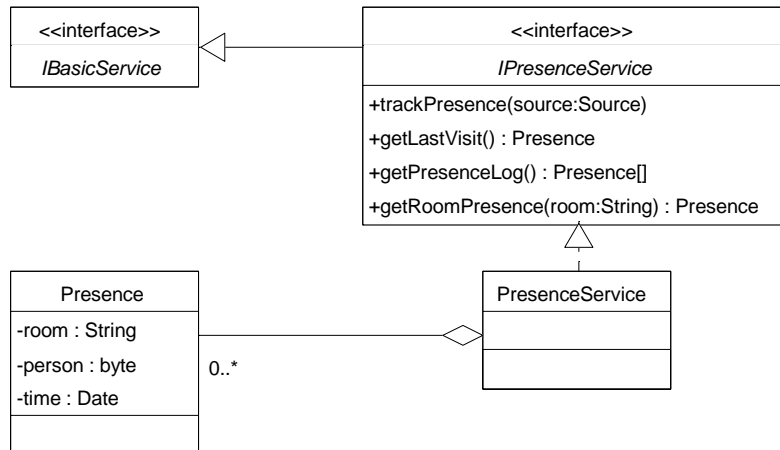 <<interface>>
IBasicService
<<interface>>
IPresenceService
+trackPresence(source:Source)
+getLastVisit() : Presence
+getPresenceLog() : Presence[]
+getRoomPresence(room:String) : Presence
Presence
-room : String
-person : byte
-time : Date
0..*
PresenceService